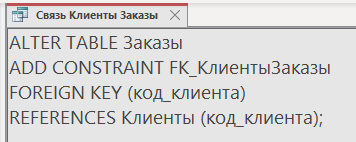 Связь Клиенты Заказы
ALTER TABLE Заказы
ADD CONSTRAINT FK_КлиентыЗаказы
FOREIGN KEY (код_клиента)
REFERENCES Клиенты (код_клиента);